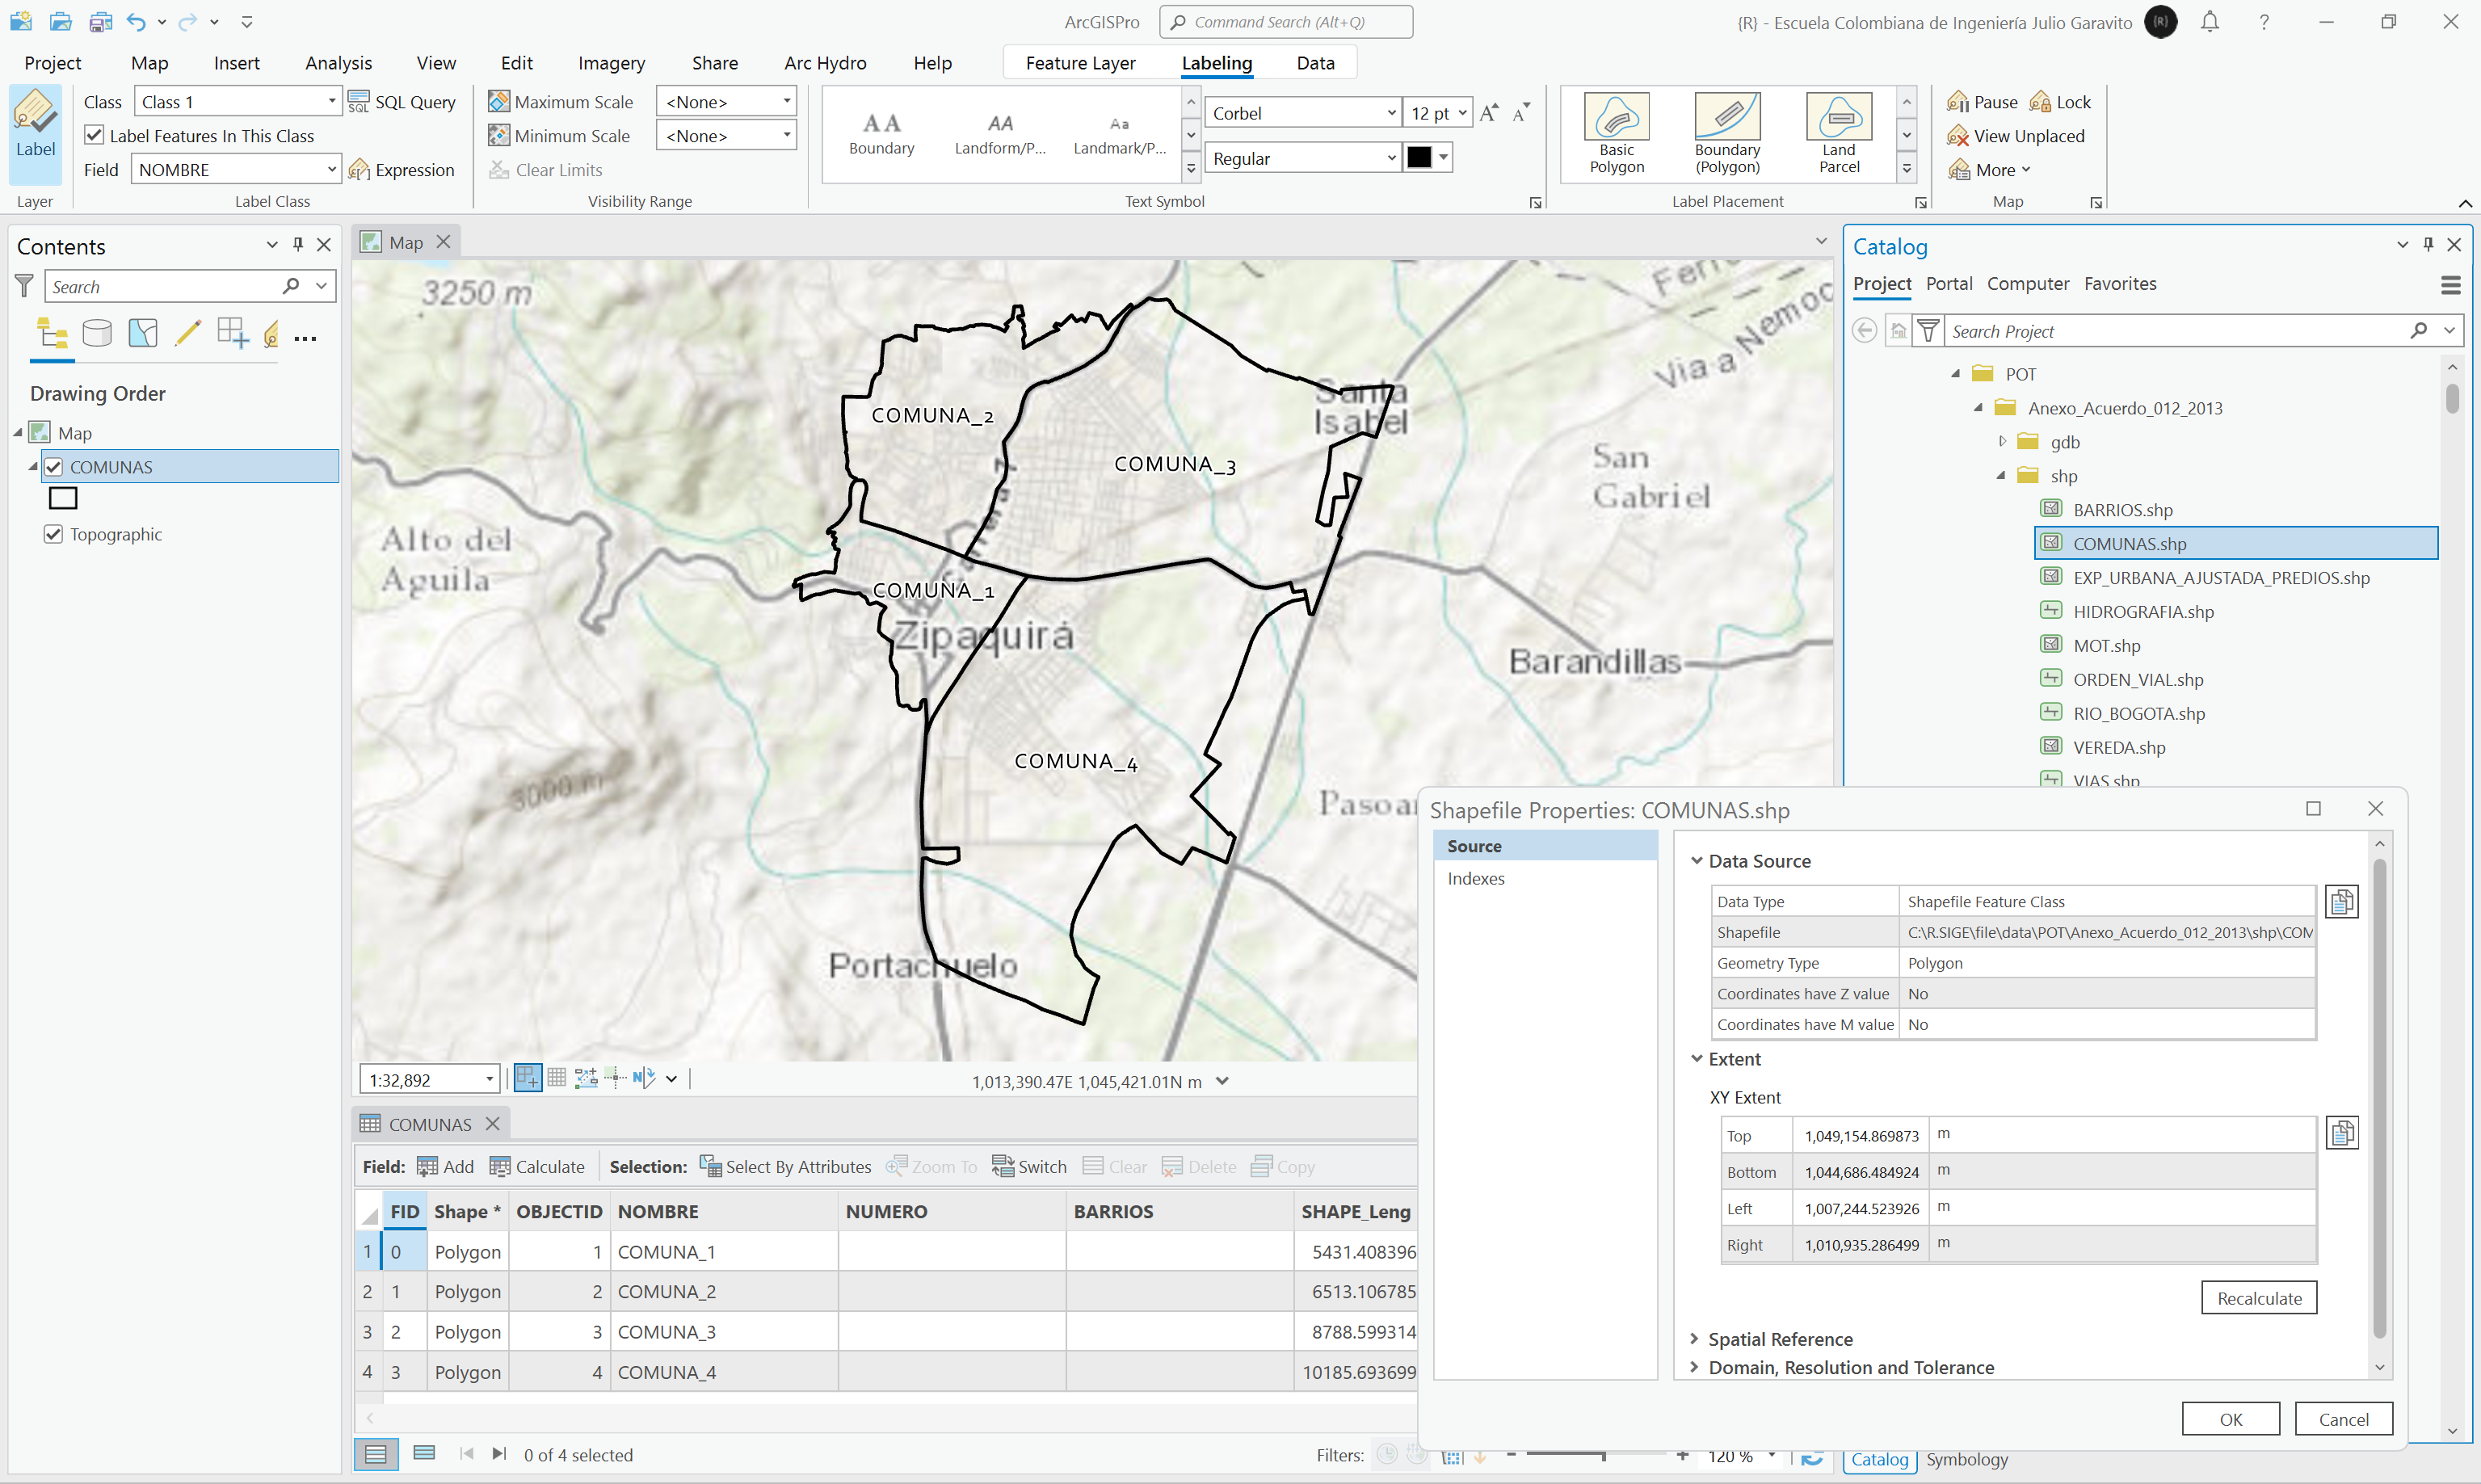 ArcGISPro
Command Search (Alt+Q)
{R} - Escuela Colombiana de Ingeniería Julio Garavito
{R}
Project Map Insert Analysis View Edit Imagery Share Arc Hydro Help Feature Layer Labeling Data
Label
Layer
Class Class 1 SQL Query
Label Features In This Class
Field NOMBRE Expression
Label Class
Maximum Scale <None>
Minimum Scale <None>
Clear Limits
Visibility Range
AA Boundary
AA Landform/P...
Aa Landmark/P...
Corbel 12 pt
Regular
Text Symbol
Basic Polygon
Boundary (Polygon)
Land Parcel
Label Placement
Pause Lock
View Unplaced
More
Map
Contents
Search
Drawing Order
Map
COMUNAS
Topographic
Map
3250 m
COMUNA_2
COMUNA_3
Santa
Isabel
San
Gabriel
Via a Nemoc
Alto del
Aguila
COMUNA_1
Zipaquirá
Barandillas
COMUNA_4
3000 m
Portachuelo
1:32,892
1,013,390.47E 1,045,421.01N m
COMUNAS
Field: Add Calculate Selection: Select By Attributes Zoom To Switch Clear Delete Copy
FID Shape * OBJECTID NOMBRE NUMERO BARRIOS SHAPE_Leng
1 0 Polygon 1 COMUNA_1 5431.408396
2 1 Polygon 2 COMUNA_2 6513.106785
3 2 Polygon 3 COMUNA_3 8788.599314
4 3 Polygon 4 COMUNA_4 10185.693699
0 of 4 selected
Filters:
120 %
Catalog
Project Portal Computer Favorites
Search Project
POT
Anexo_Acuerdo_012_2013
gdb
shp
BARRIOS.shp
COMUNAS.shp
EXP_URBANA_AJUSTADA_PREDIOS.shp
HIDROGRAFIA.shp
MOT.shp
ORDEN_VIAL.shp
RIO_BOGOTA.shp
VEREDA.shp
VIAS.shp
Shapefile Properties: COMUNAS.shp
Source
Indexes
Data Source
Data Type Shapefile Feature Class
Shapefile C:\R.SIGE\file\data\POT\Anexo_Acuerdo_012_2013\shp\COM
Geometry Type Polygon
Coordinates have Z value No
Coordinates have M value No
Extent
XY Extent
Top 1,049,154.869873 m
Bottom 1,044,686.484924 m
Left 1,007,244.523926 m
Right 1,010,935.286499 m
Recalculate
Spatial Reference
Domain, Resolution and Tolerance
OK Cancel
Catalog Symbology